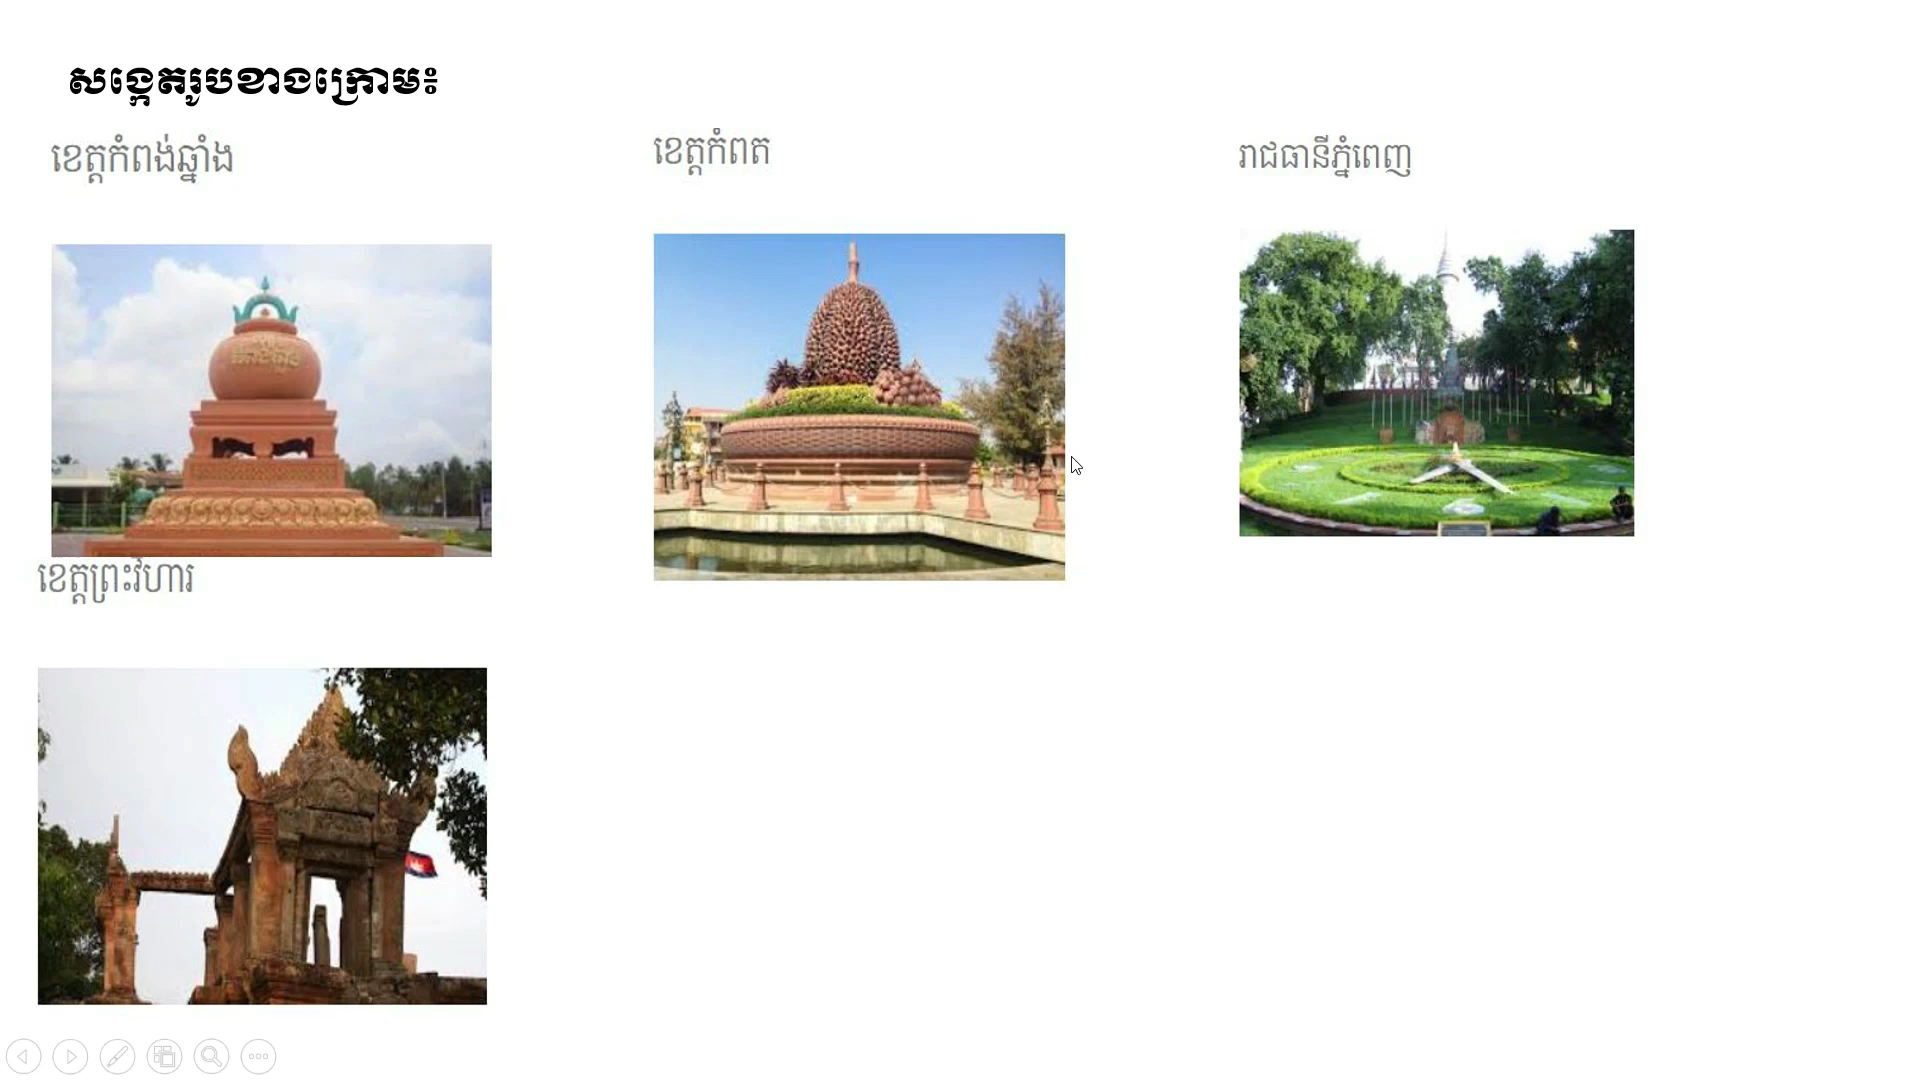 សង្កេតរូបខាងក្រោម៖
ខេត្តកំពង់ឆ្នាំង
ខេត្តកំពត
រាជធានីភ្នំពេញ
ខេត្តព្រះវិហារ